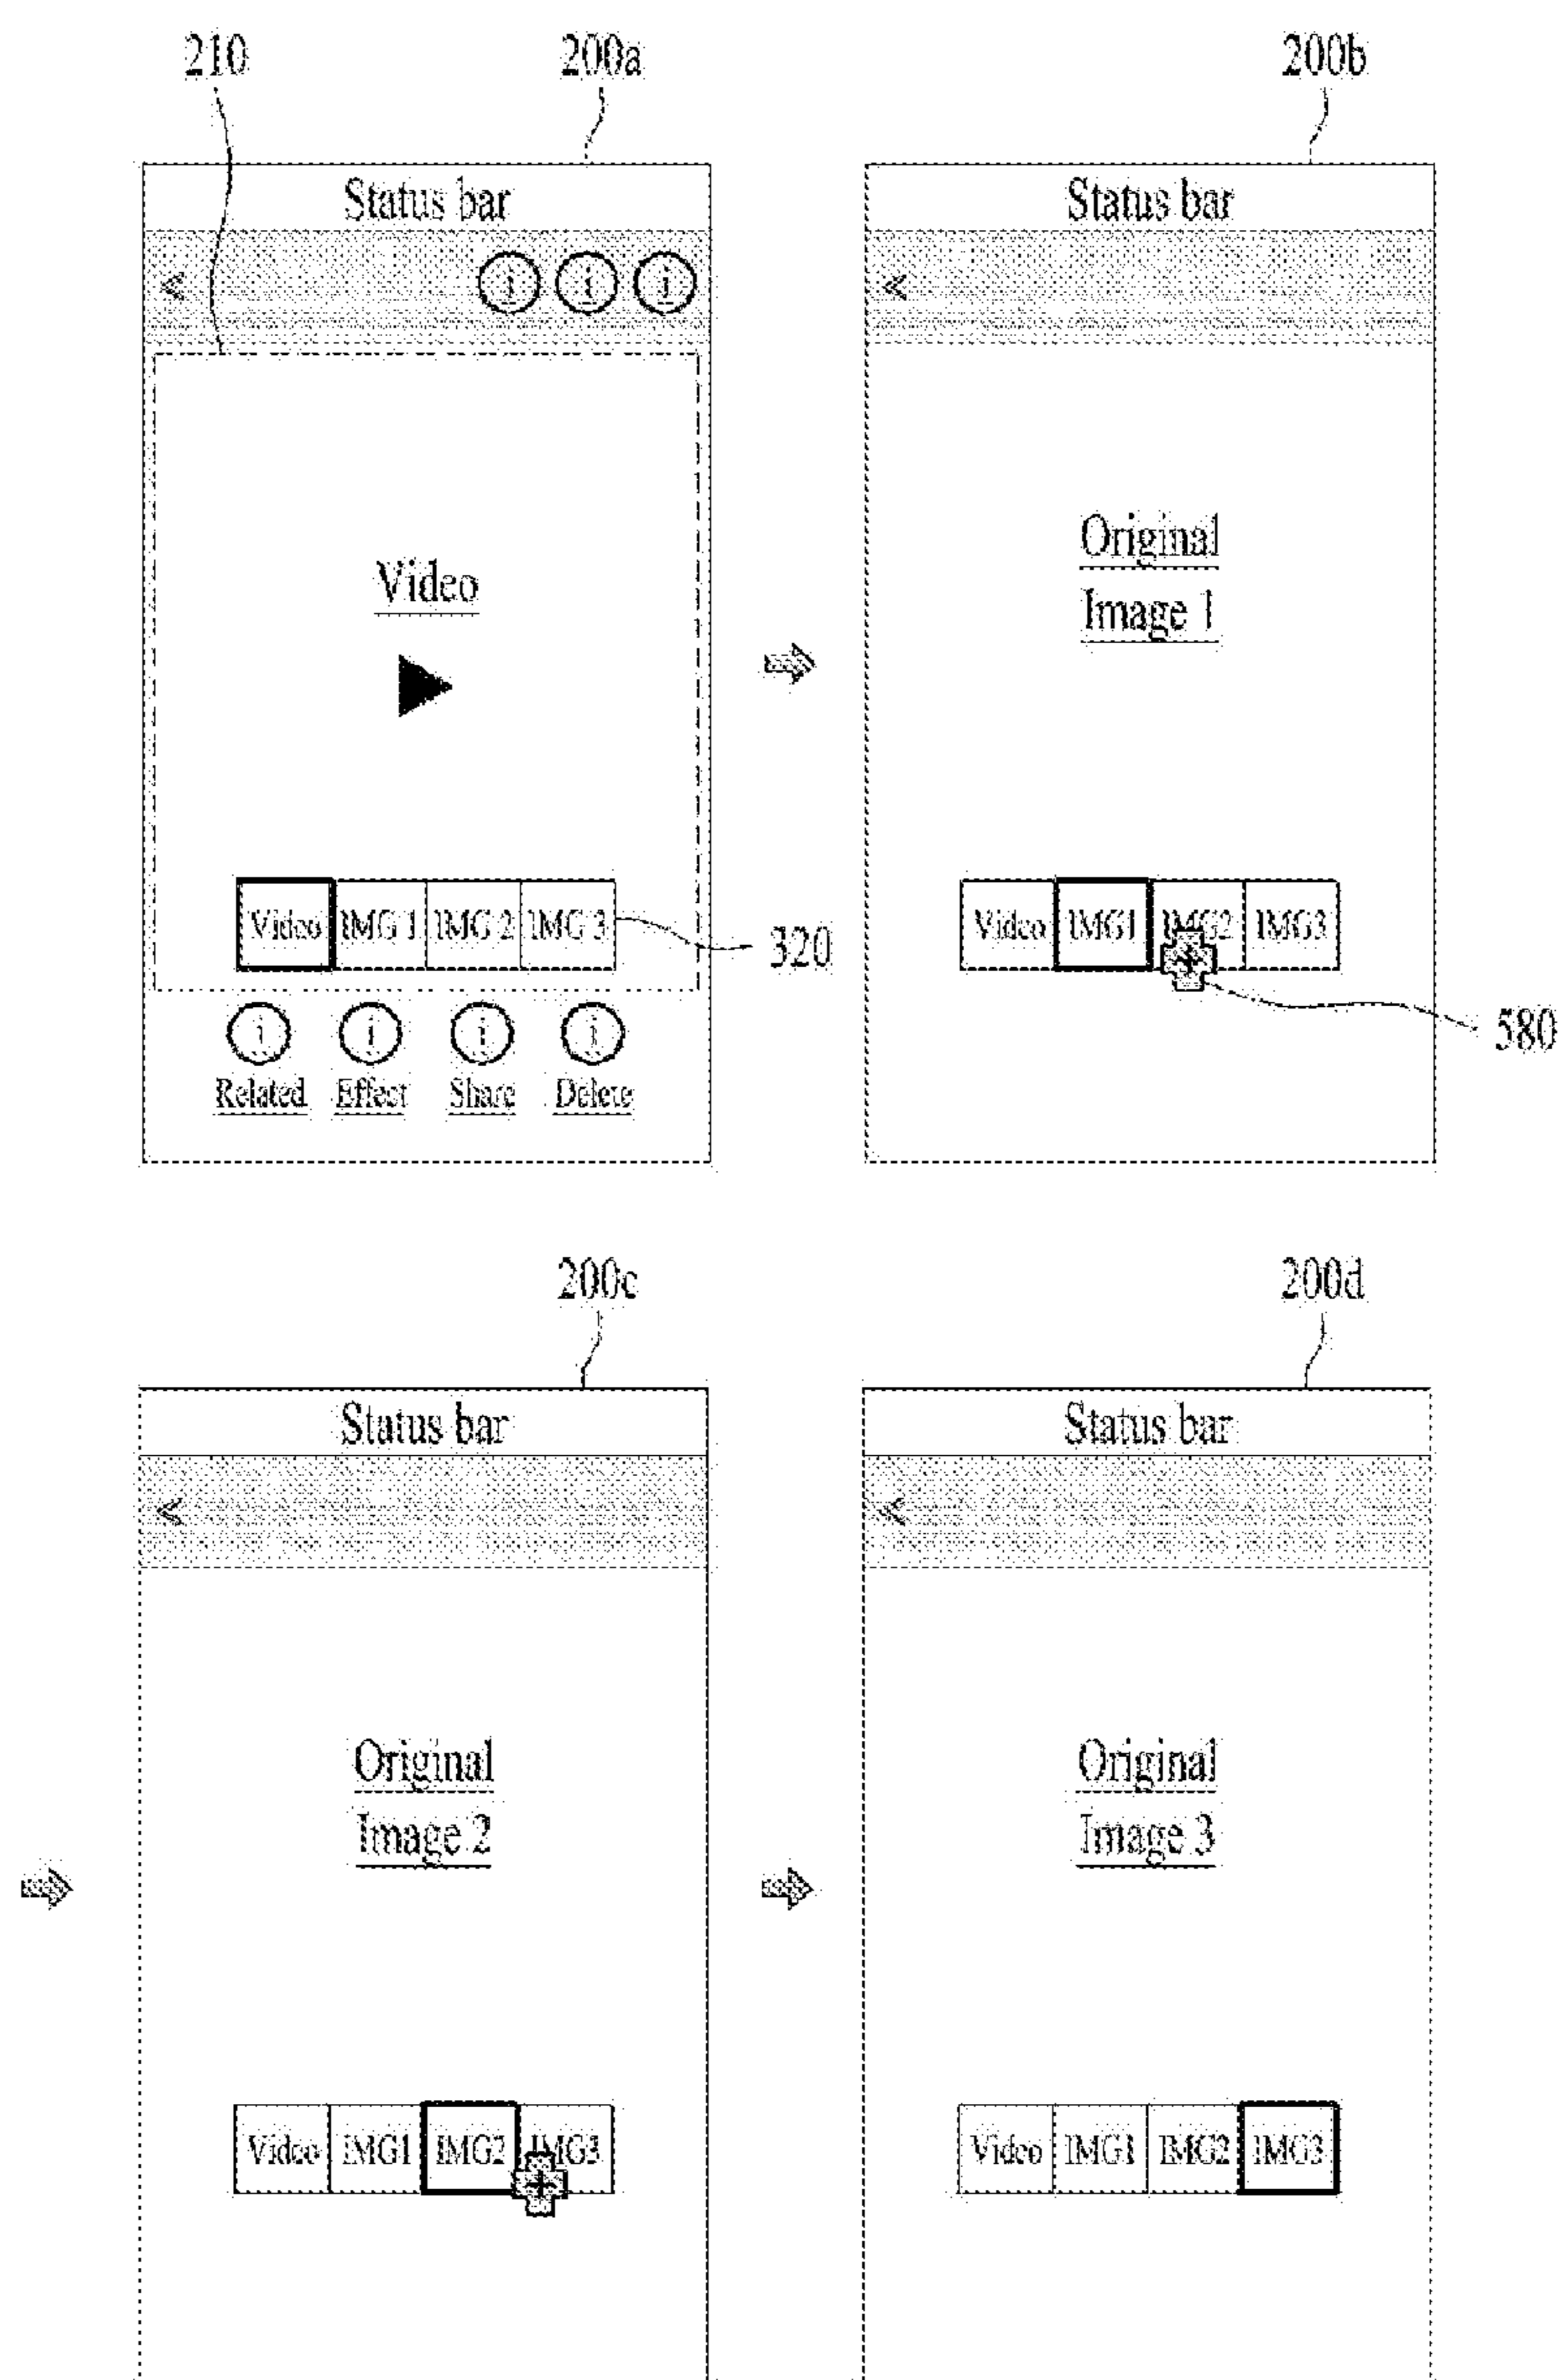 210 200a 200b
Status bar
<
i i i
Video
Video IMG 1 IMG 2 IMG 3
320
i i i i
Related Effect Share Delete
Status bar
<
Original
Image 1
Video IMG1 IMG2 IMG3
580
200c 200d
Status bar
<
Original
Image 2
Video IMG1 IMG2 IMG3
Status bar
<
Original
Image 3
Video IMG1 IMG2 IMG3